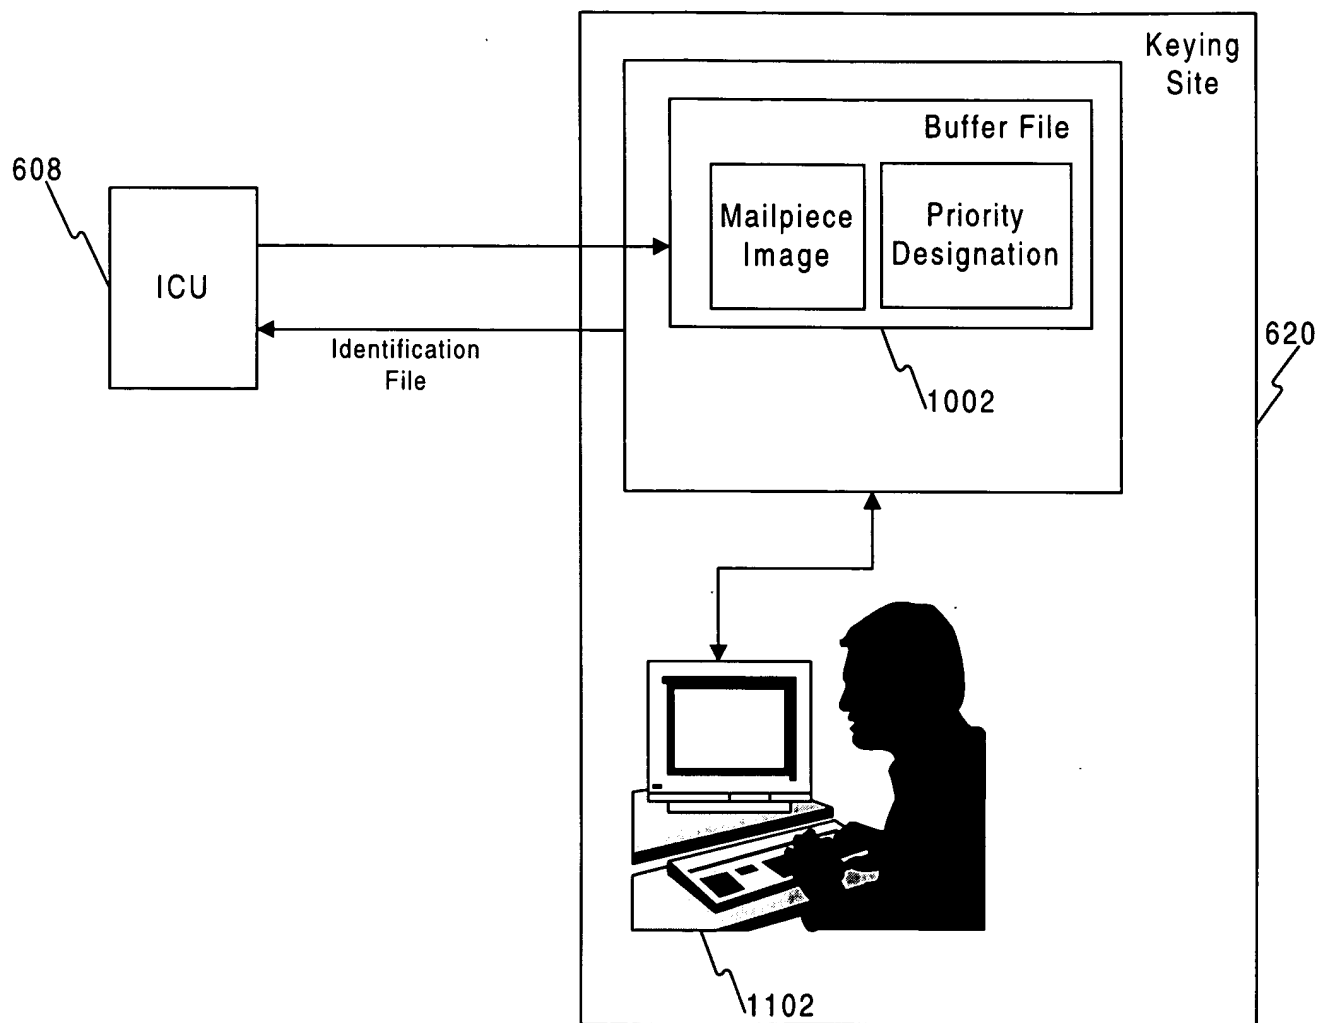 Keying
Site
Buffer File
608
Mailpiece
Image
Priority
Designation
ICU
620
Identification
File
1002
1102